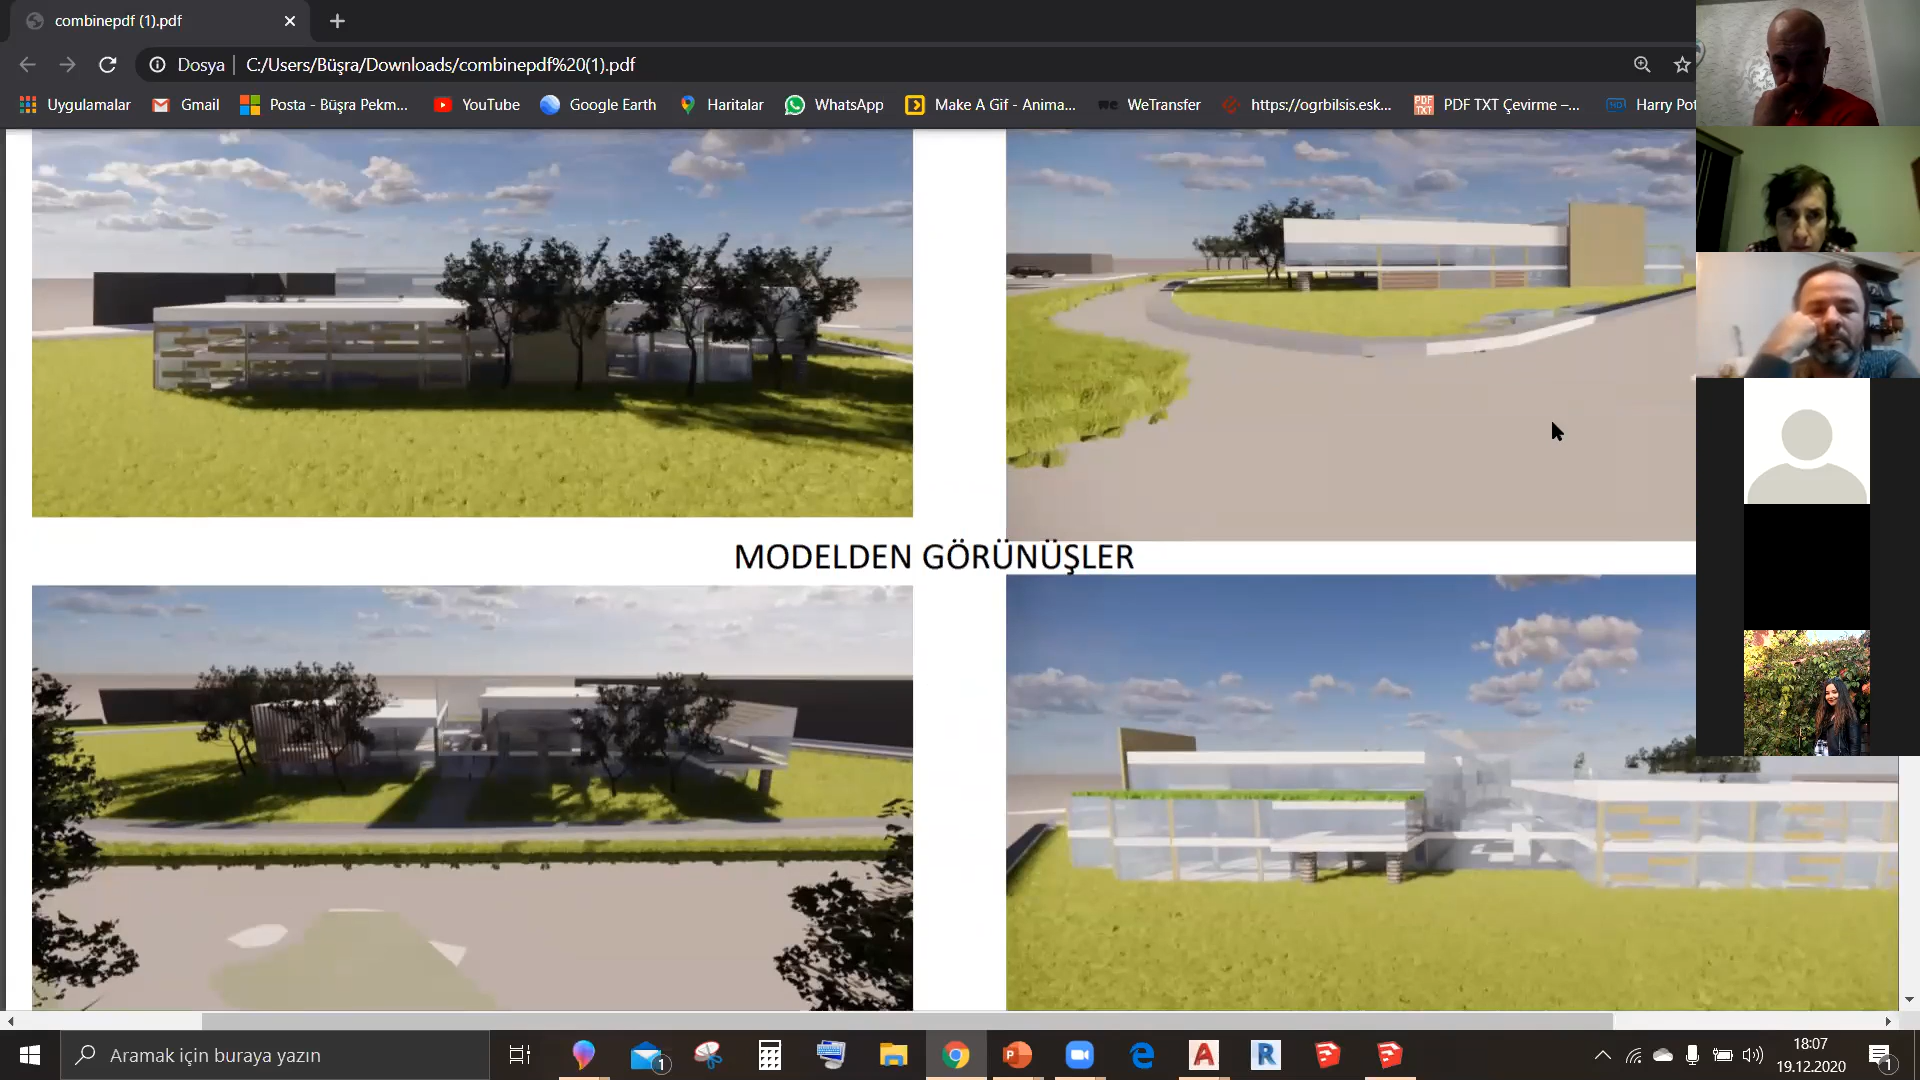 combinepdf (1).pdf
Dosya
C:/Users/Büşra/Downloads/combinepdf%20(1).pdf
Uygulamalar
Gmail
Posta - Büşra Pekm...
YouTube
Google Earth
Haritalar
WhatsApp
Make A Gif - Anima...
WeTransfer
https://ogrbilsis.esk...
PDF TXT Çevirme –...
Harry Pot
MODELDEN GÖRÜNÜŞLER
Aramak için buraya yazın
1
18:07
19.12.2020
1